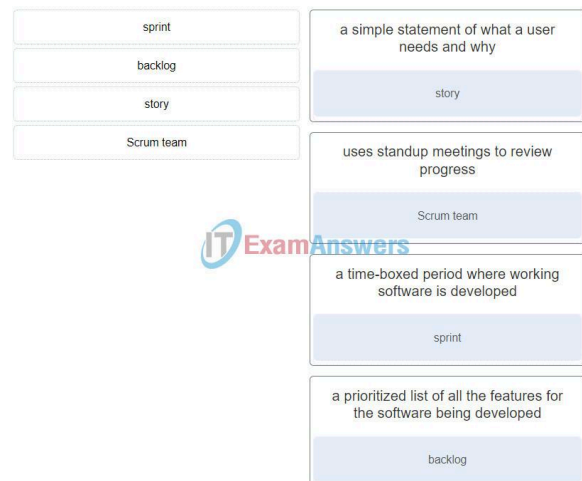 sprint
backlog
story
Scrum team
a simple statement of what a user
needs and why
story
uses standup meetings to review
progress
Scrum team
ITExamAnswers
a time-boxed period where working
software is developed
sprint
a prioritized list of all the features for
the software being developed
backlog